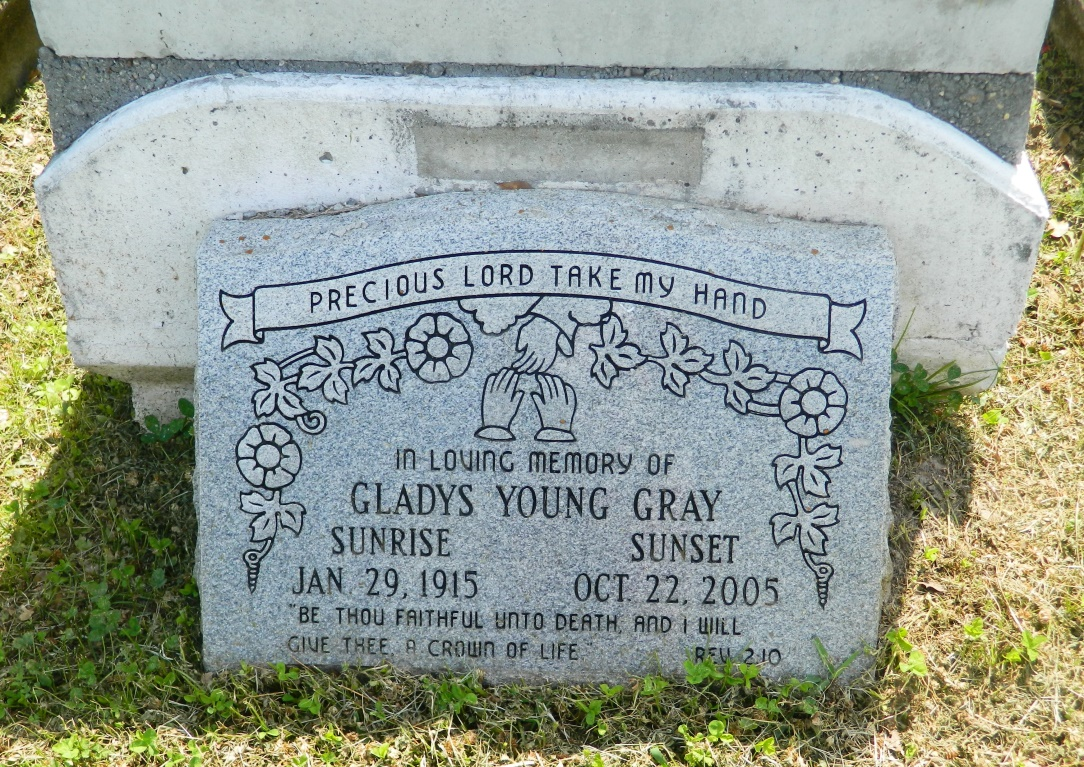 PRECIOUS LORD TAKE MY HAND
IN LOVING MEMORY OF
GLADYS YOUNG GRAY
SUNRISE SUNSET
JAN 29, 1915 OCT. 22, 2005
"BE THOU FAITHFUL UNTO DEATH, AND I WILL
GIVE THEE A CROWN OF LIFE" REV. 2:10